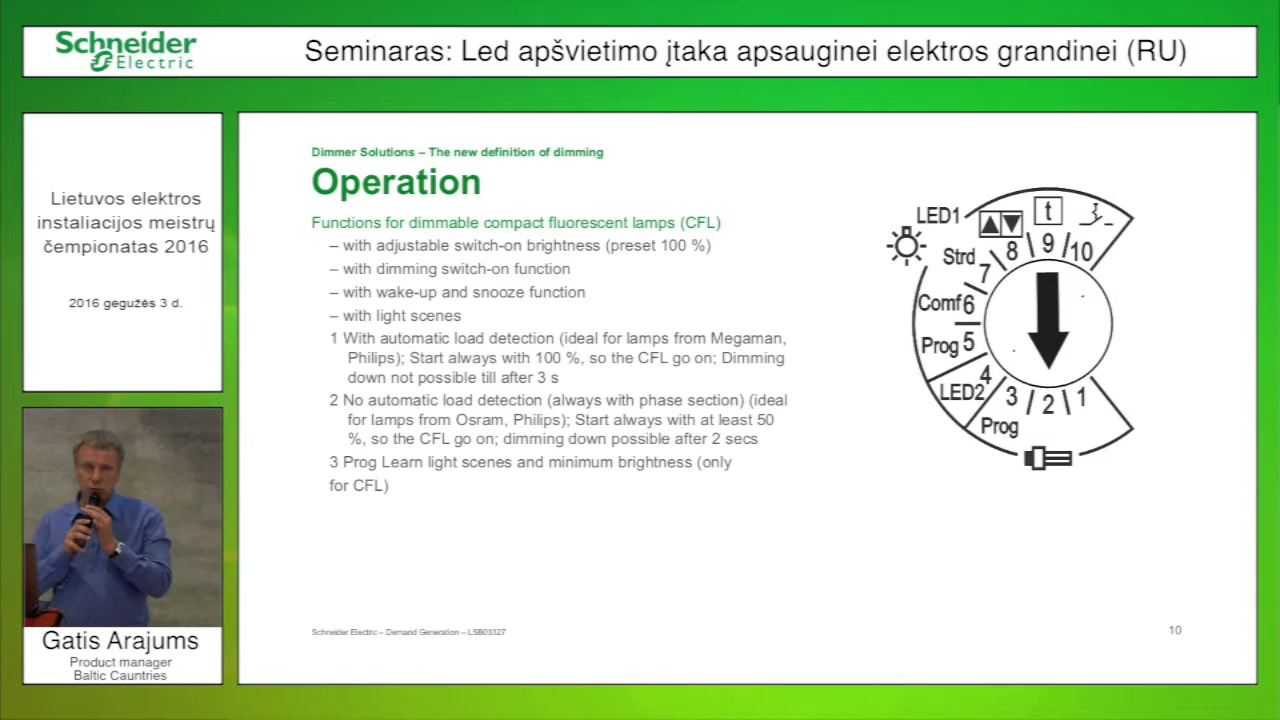 Schneider
Electric
Seminaras: Led apšvietimo įtaka apsauginei elektros grandinei (RU)
Lietuvos elektros
instaliacijos meistrų
čempionatas 2016
2016 gegužės 3 d.
Gatis Arajums
Product manager
Baltic Cauntries
Dimmer Solutions – The new definition of dimming
Operation
Functions for dimmable compact fluorescent lamps (CFL)
– with adjustable switch-on brightness (preset 100 %)
– with dimming switch-on function
– with wake-up and snooze function
– with light scenes
1 With automatic load detection (ideal for lamps from Megaman,
Philips); Start always with 100 %, so the CFL go on; Dimming
down not possible till after 3 s
2 No automatic load detection (always with phase section) (ideal
for lamps from Osram, Philips); Start always with at least 50
%, so the CFL go on; dimming down possible after 2 secs
3 Prog Learn light scenes and minimum brightness (only
for CFL)
LED1
t
Strd
7
8
9
10
Comf 6
Prog 5
4
LED2
3
2
1
Prog
Schneider Electric – Demand Generation – LSB03327
10